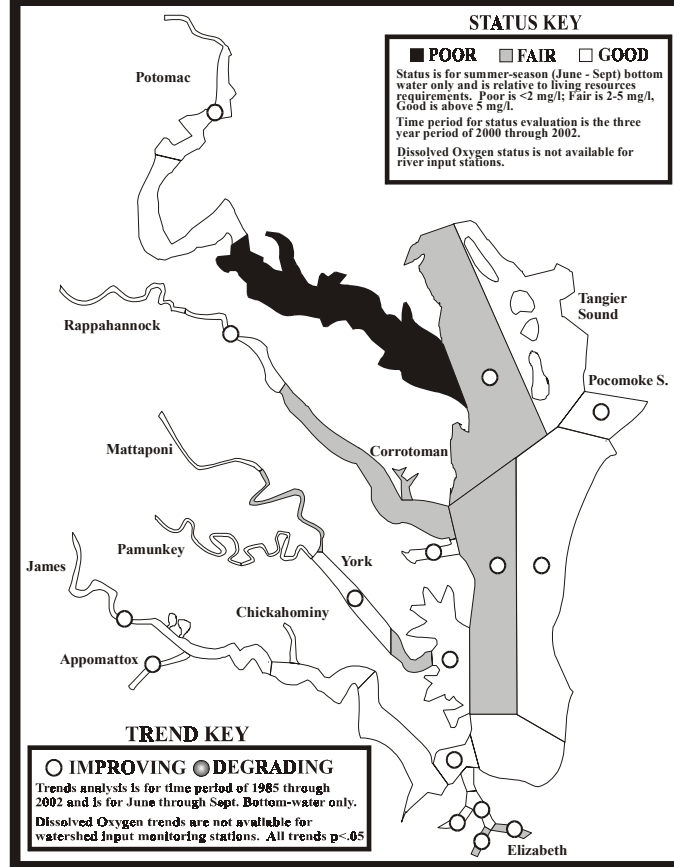 STATUS KEY
POOR FAIR GOOD
Status is for summer-season (June - Sept) bottom
water only and is relative to living resources
requirements. Poor is <2 mg/l; Fair is 2-5 mg/l,
Good is above 5 mg/l.
Time period for status evaluation is the three
year period of 2000 through 2002.
Dissolved Oxygen status is not available for
river input stations.
Potomac
Tangier
Sound
Rappahannock
Pocomoke S.
Corrotoman
Mattaponi
Pamunkey
York
James
Chickahominy
Appomattox
TREND KEY
IMPROVING DEGRADING
Trends analysis is for time period of 1985 through
2002 and is for June through Sept. Bottom-water only.
Dissolved Oxygen trends are not available for
watershed input monitoring stations. All trends p<.05
Elizabeth